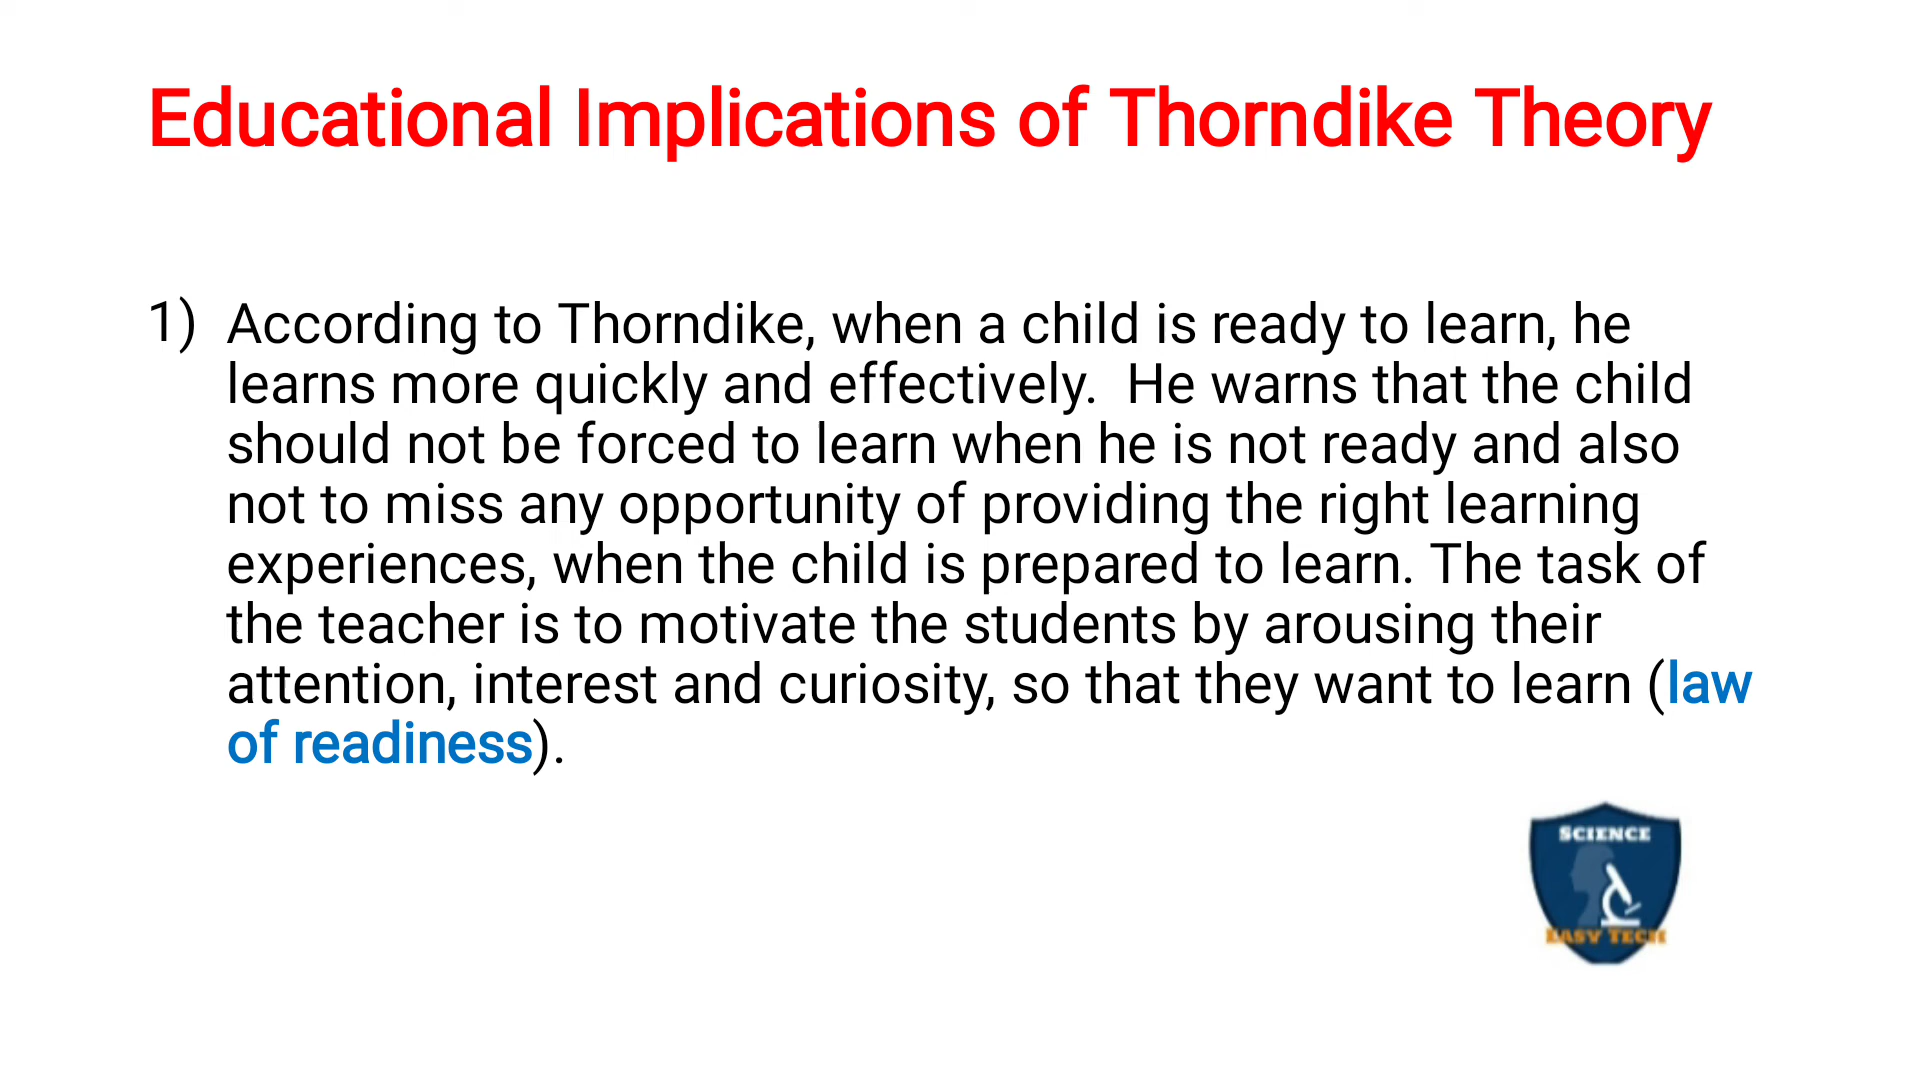 Educational Implications of Thorndike Theory
1) According to Thorndike, when a child is ready to learn, he
learns more quickly and effectively.  He warns that the child
should not be forced to learn when he is not ready and also
not to miss any opportunity of providing the right learning
experiences, when the child is prepared to learn. The task of
the teacher is to motivate the students by arousing their
attention, interest and curiosity, so that they want to learn (law
of readiness).
SCIENCE
EASY TECH